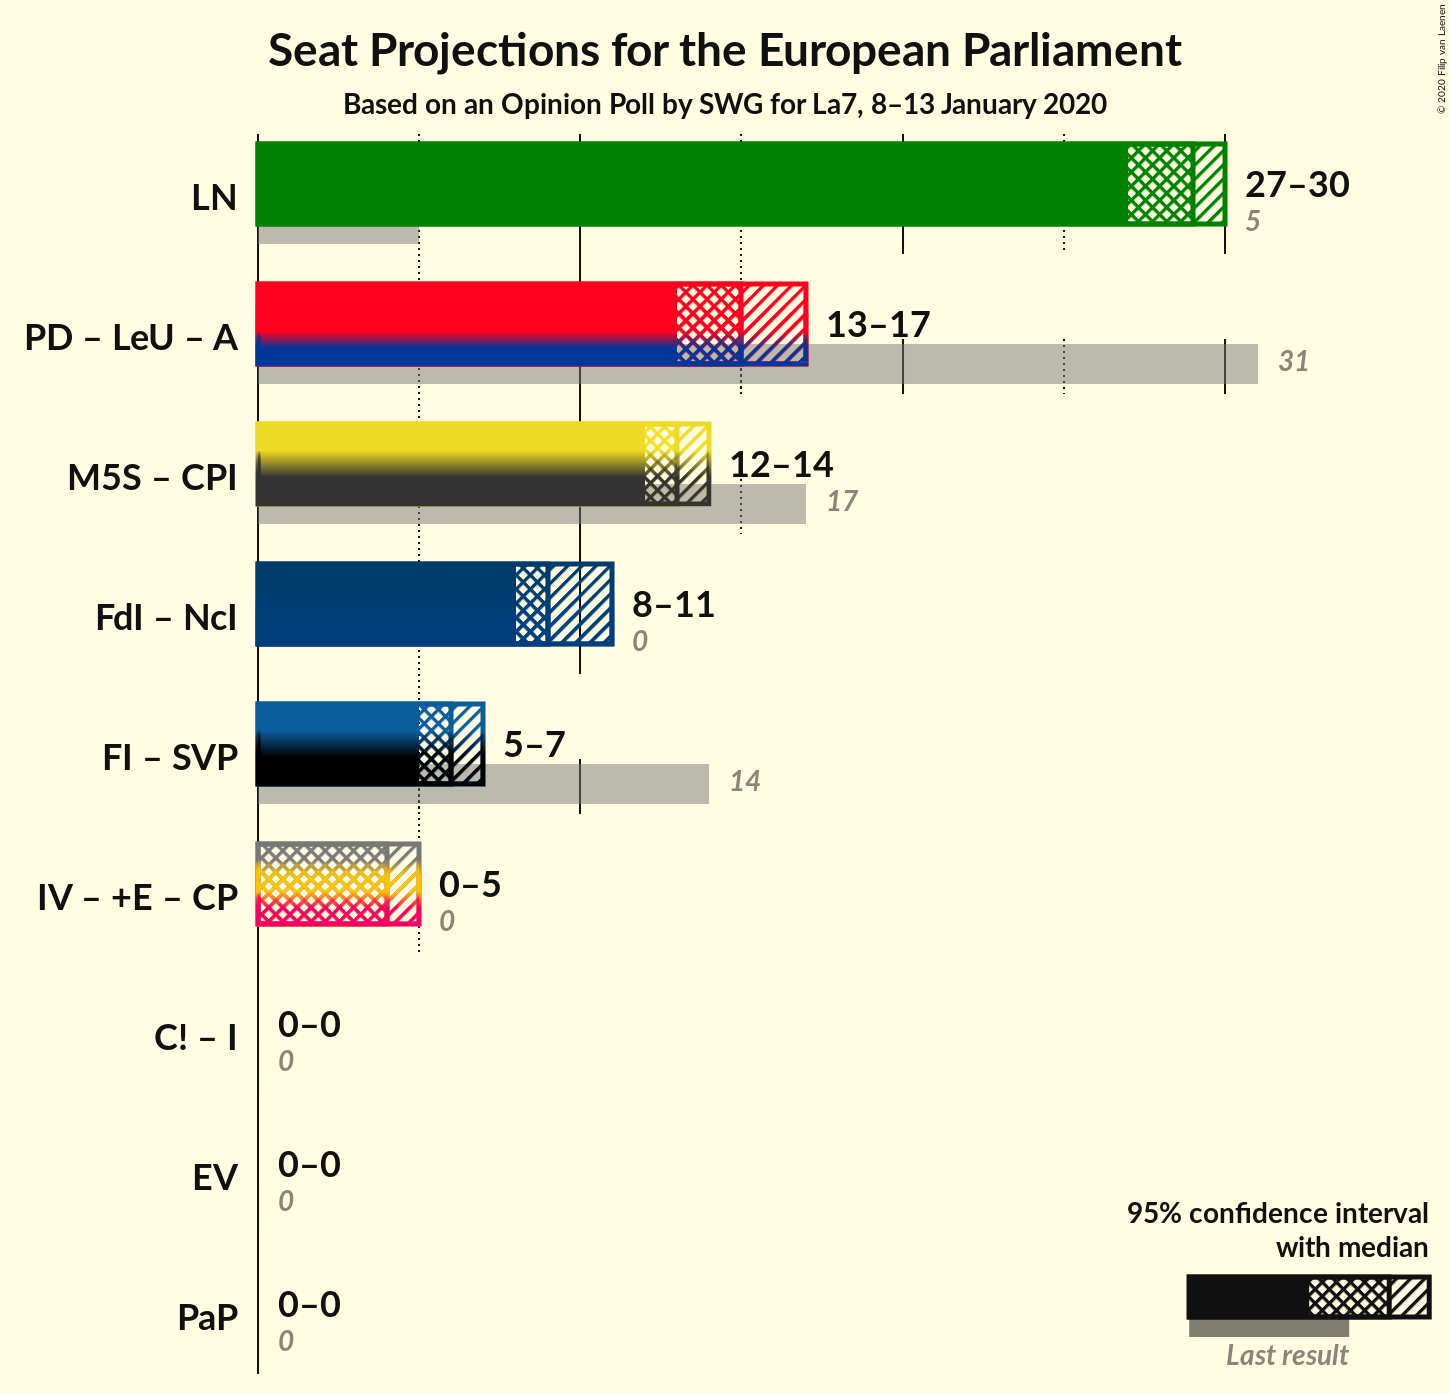 Seat Projections for the European Parliament
Based on an Opinion Poll by SWG for La7, 8–13 January 2020
© 2020 Filip van Laenen
LN
27–30
5
PD – LeU – A
13–17
31
M5S – CPI
12–14
17
FdI – NcI
8–11
0
FI – SVP
5–7
14
IV – +E – CP
0–5
0
C! – I
0–0
0
EV
0–0
0
PaP
0–0
0
95% confidence interval
with median
Last result